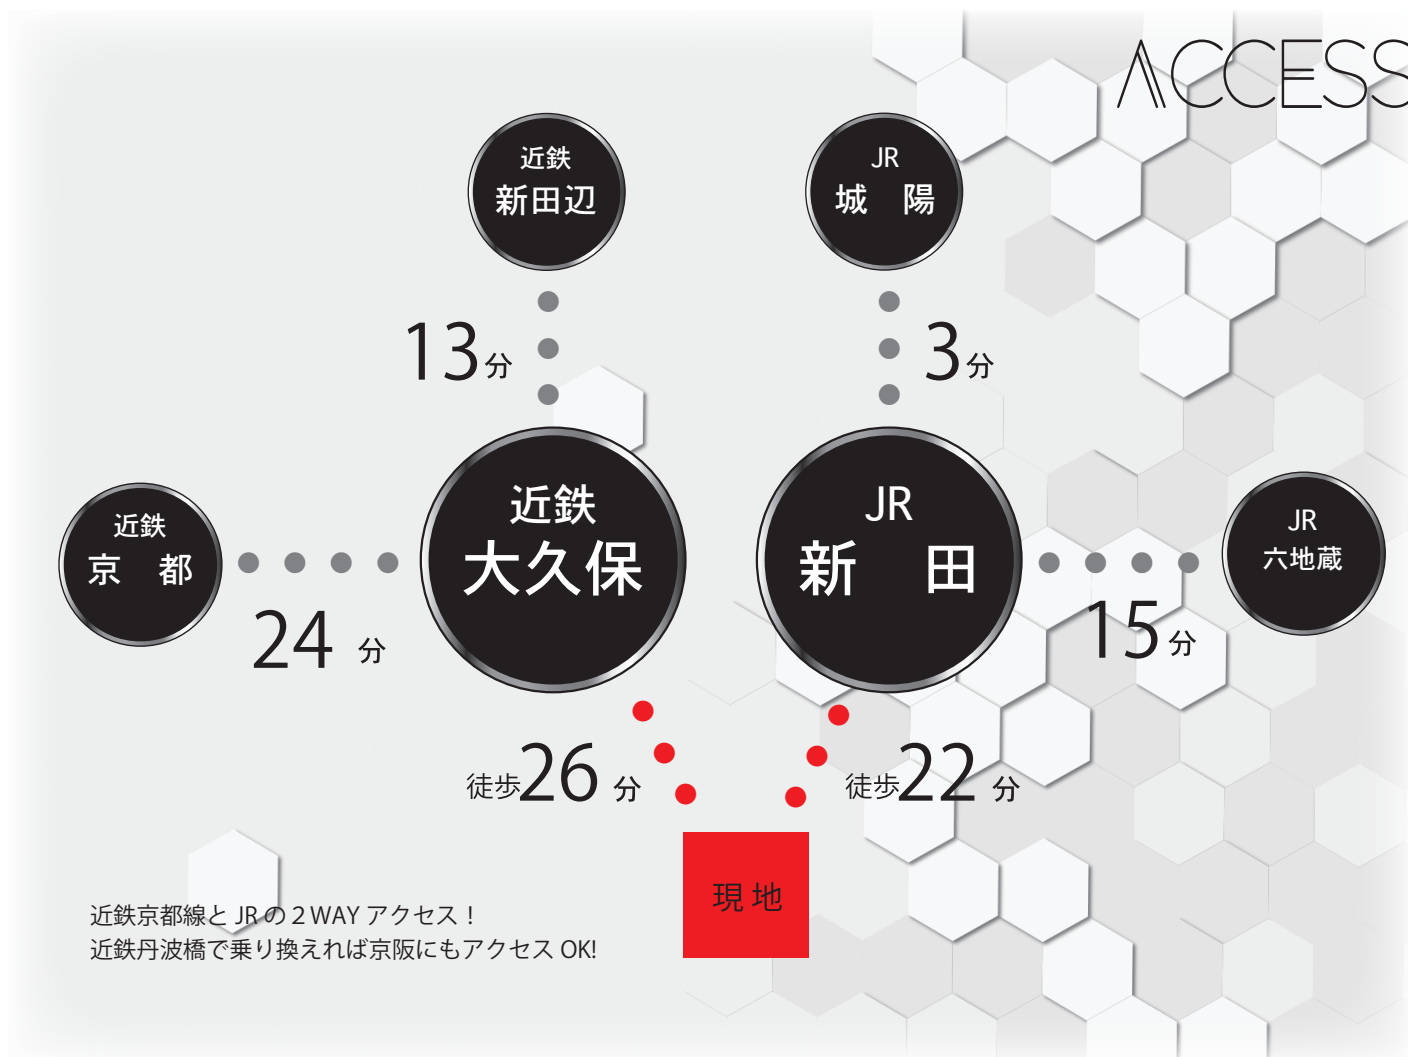 ACCESS
近鉄
新田辺
JR
城　陽
13分
3分
近鉄
京　都
近鉄
大久保
JR
新　田
JR
六地蔵
24 分
15分
徒歩26 分
徒歩22 分
現 地
近鉄京都線と JR の２WAY アクセス！
近鉄丹波橋で乗り換えれば京阪にもアクセス OK!